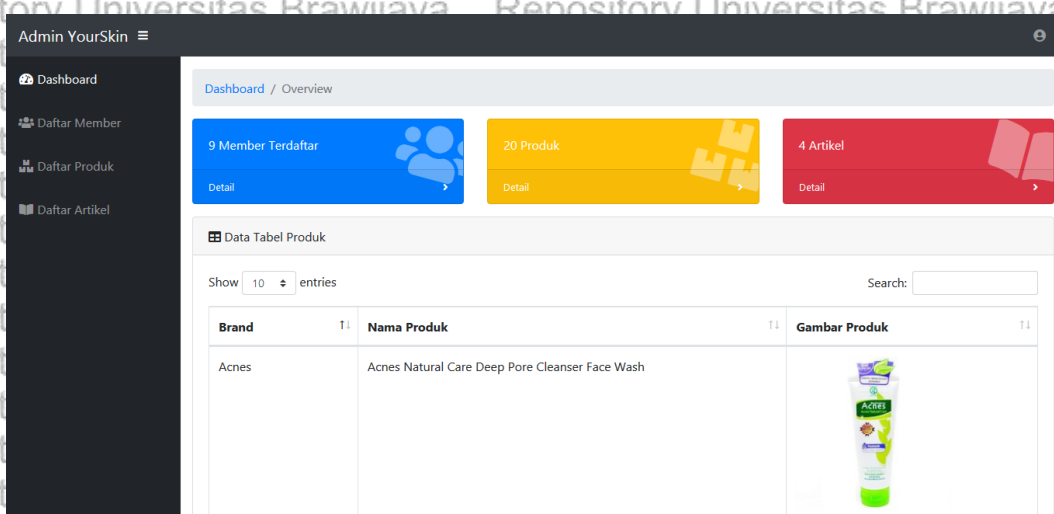 Repository Universitas Brawijaya
Admin YourSkin
Dashboard
Daftar Member
Daftar Produk
Daftar Artikel
Dashboard / Overview
9 Member Terdaftar
Detail
20 Produk
Detail
4 Artikel
Detail
Data Tabel Produk
Show 10 entries
Search:
Brand Nama Produk Gambar Produk
Acnes Acnes Natural Care Deep Pore Cleanser Face Wash
Acnes